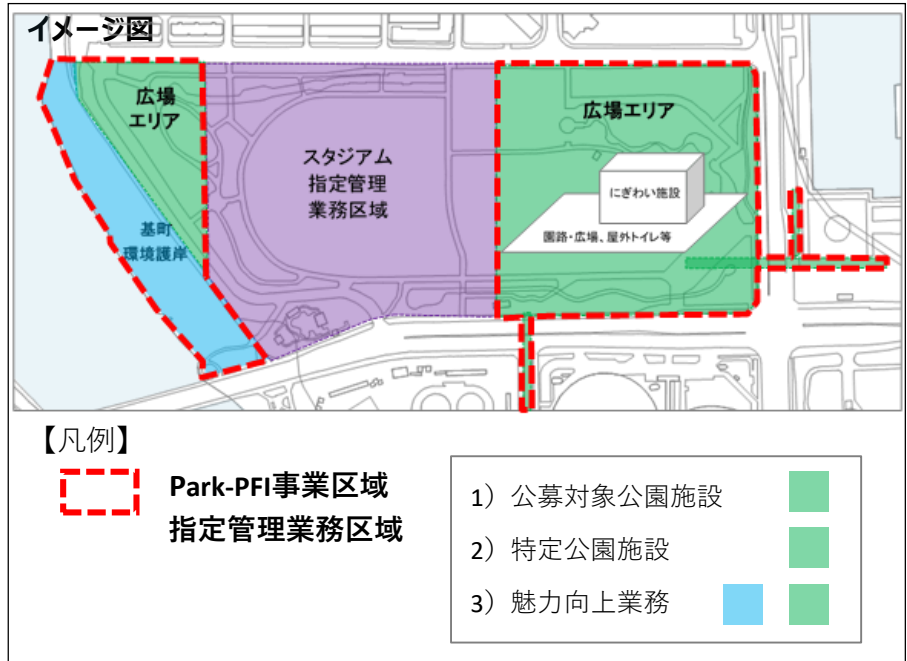 イメージ図
広場
エリア
広場エリア
スタジアム
指定管理
業務区域
にぎわい施設
園路・広場、屋外トイレ等
基町
環境護岸
【凡例】
Park-PFI事業区域
指定管理業務区域
1）公募対象公園施設
2）特定公園施設
3）魅力向上業務